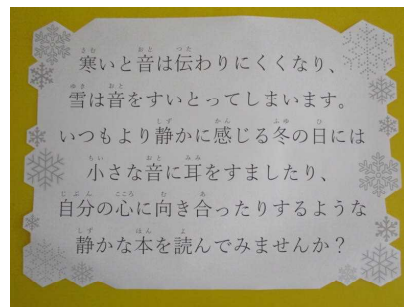 寒いと音は伝わりにくくなり、
雪は音をすいとってしまいます。
いつもより静かに感じる冬の日には
小さな音に耳をすましたり、
自分の心に向き合ったりするような
静かな本を読んでみませんか？